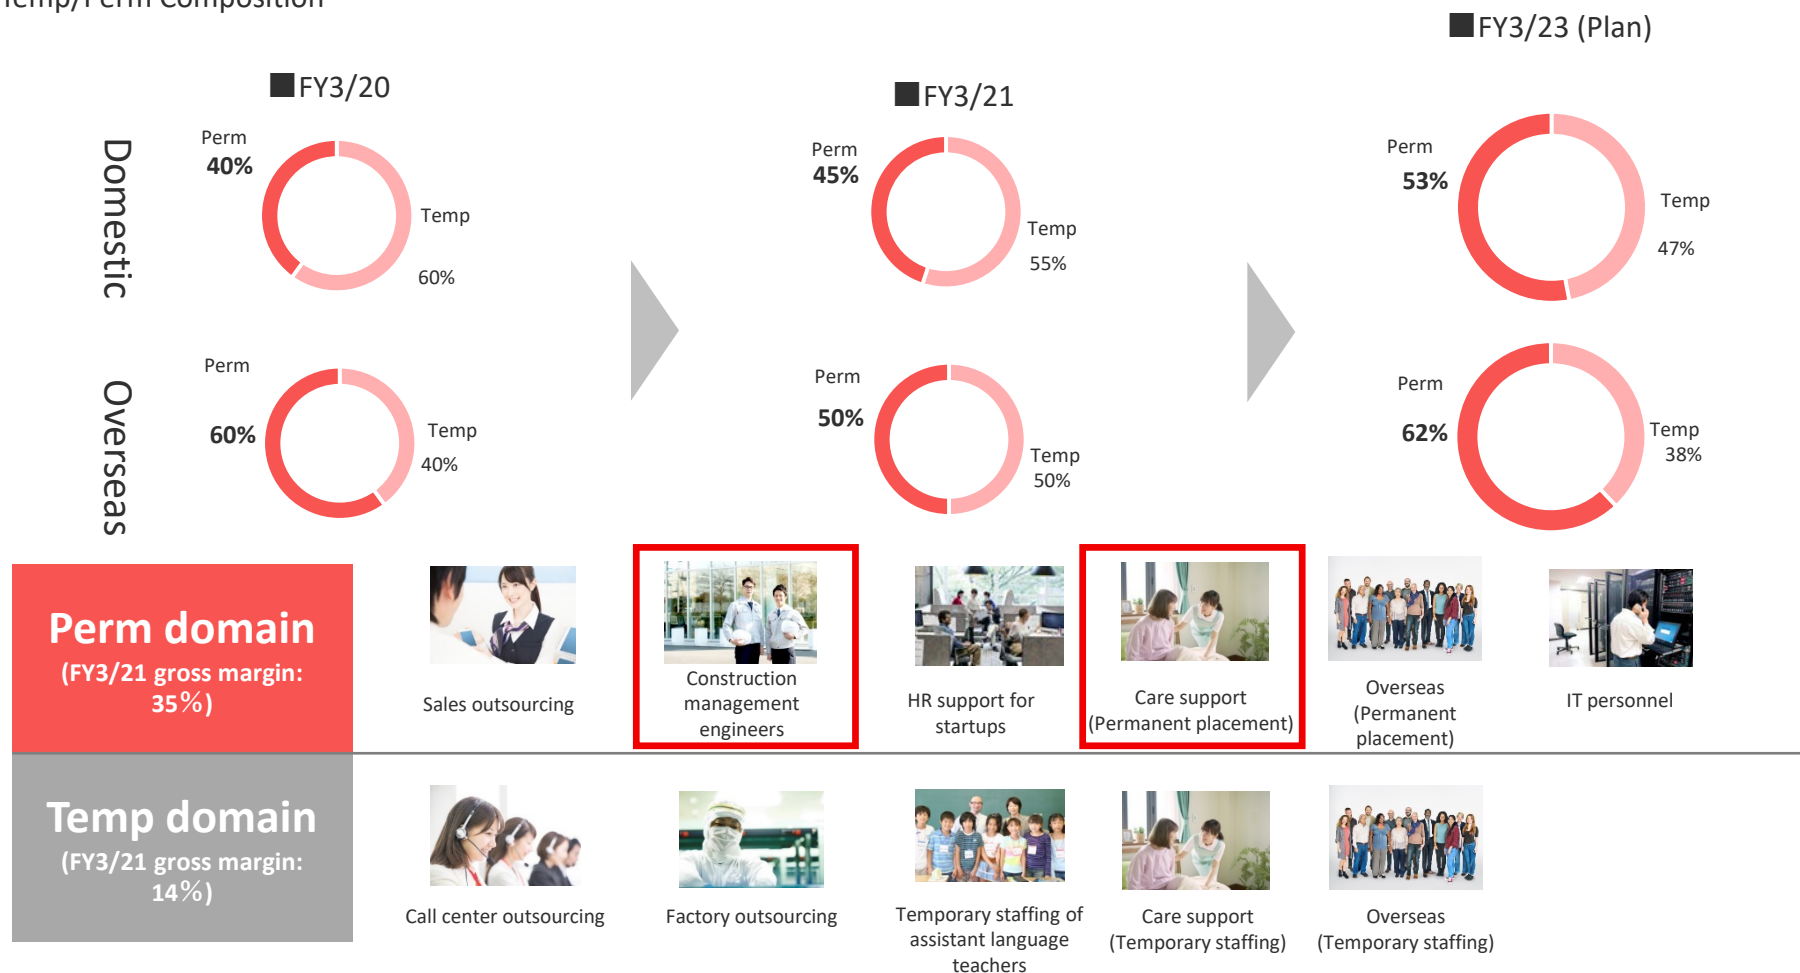 Temp/Perm Composition
■FY3/20
■FY3/21
■FY3/23 (Plan)
Domestic
Perm
40%
Temp
60%
Perm
45%
Temp
55%
Perm
53%
Temp
47%
Overseas
Perm
60%
Temp
40%
Perm
50%
Temp
50%
Perm
62%
Temp
38%
Perm domain
(FY3/21 gross margin:
35%)
Sales outsourcing
Construction
management
engineers
HR support for
startups
Care support
(Permanent placement)
Overseas
(Permanent
placement)
IT personnel
Temp domain
(FY3/21 gross margin:
14%)
Call center outsourcing
Factory outsourcing
Temporary staffing of
assistant language
teachers
Care support
(Temporary staffing)
Overseas
(Temporary staffing)